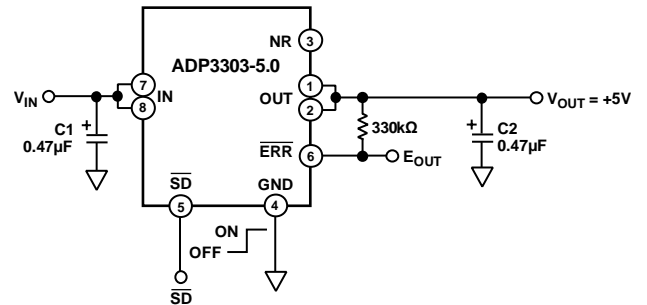 NR
3
ADP3303-5.0
7
8
IN
V_IN
C1
+
0.47µF
1
2
OUT
330kΩ
V_OUT = +5V
+
C2
0.47µF
ERR
6
E_OUT
SD
5
GND
4
ON
OFF
SD